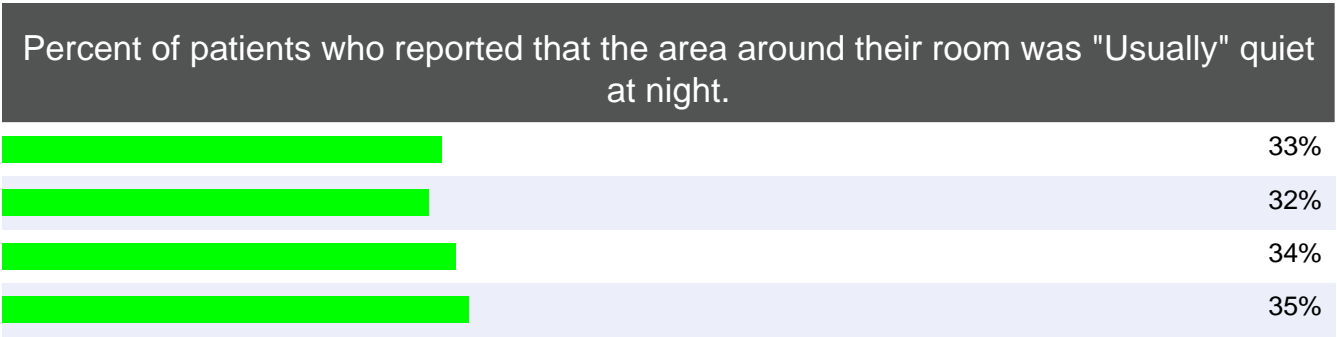 Percent of patients who reported that the area around their room was "Usually" quiet
at night.
33%
32%
34%
35%